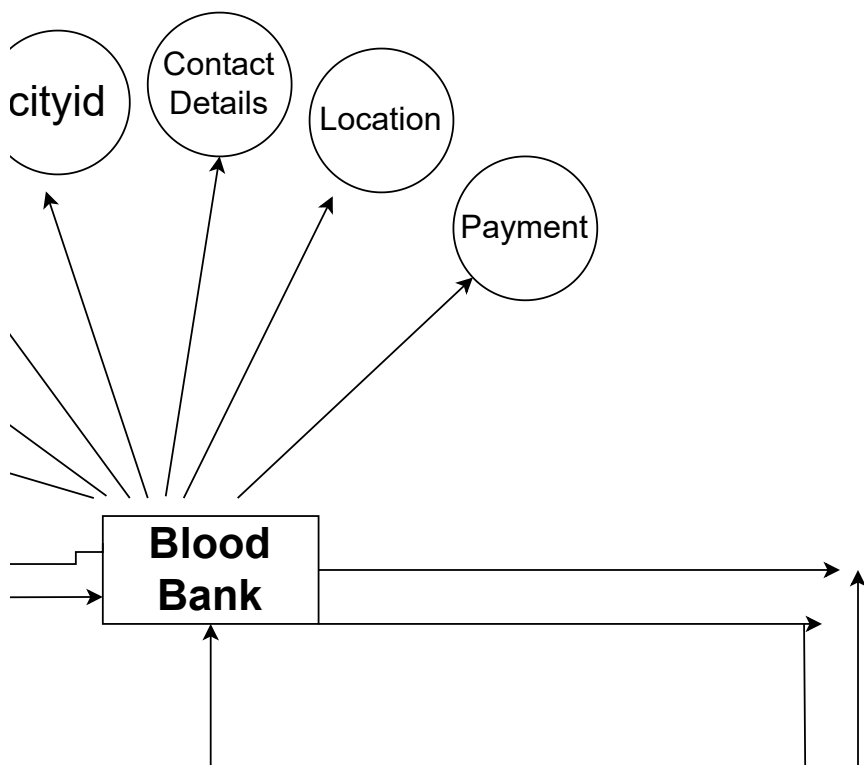 cityid
Contact
Details
Location
Payment
Blood
Bank